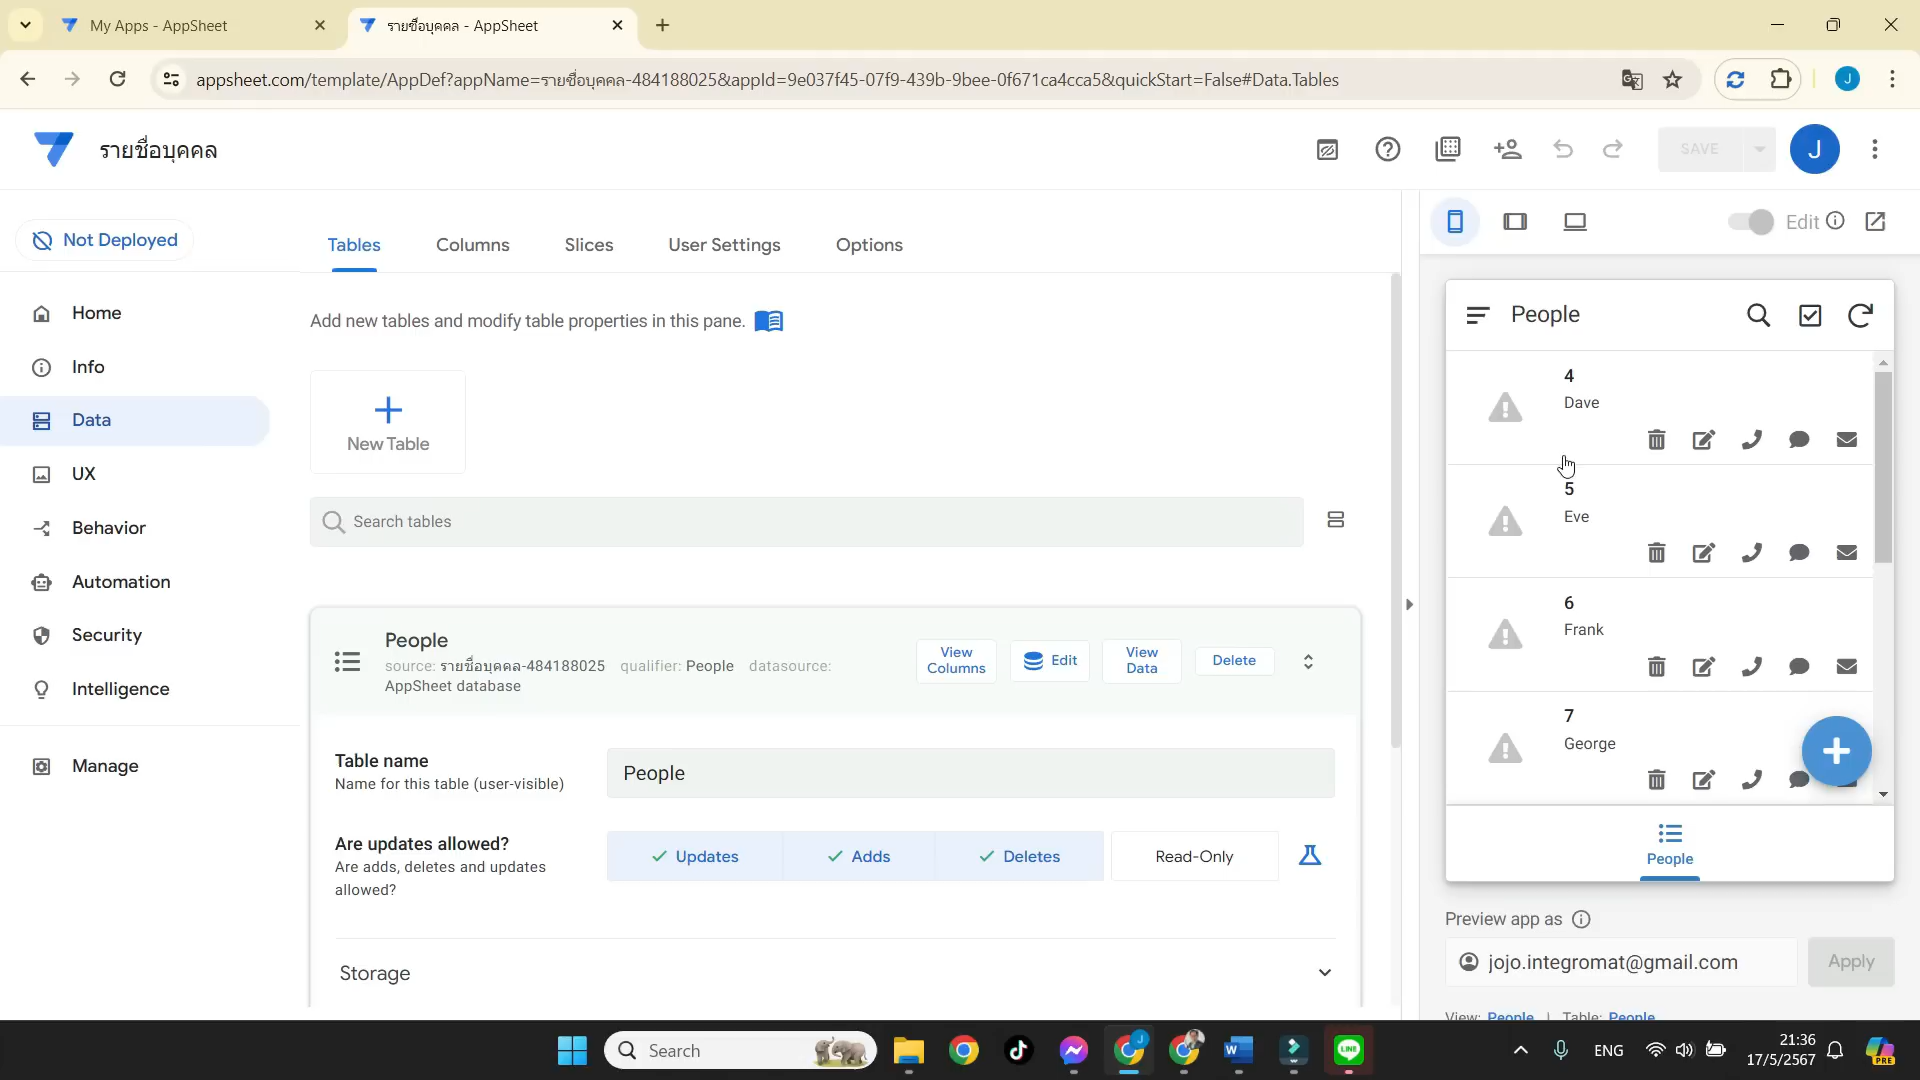 My Apps - AppSheet
รายชื่อบุคคล - AppSheet
appsheet.com/template/AppDef?appName=รายชื่อบุคคล-484188025&appId=9e037f45-07f9-439b-9bee-0f671ca4cca5&quickStart=False#Data.Tables
J
รายชื่อบุคคล
SAVE
J
Not Deployed
Home
Info
Data
UX
Behavior
Automation
Security
Intelligence
Manage
Tables Columns Slices User Settings Options
Add new tables and modify table properties in this pane.
New Table
Search tables
People
source: รายชื่อบุคคล-484188025 qualifier: People datasource:
AppSheet database
View Columns
Edit
View Data
Delete
Table name
Name for this table (user-visible)
People
Are updates allowed?
Are adds, deletes and updates
allowed?
Updates Adds Deletes Read-Only
Storage
Edit
People
4
Dave
5
Eve
6
Frank
7
George
People
Preview app as
jojo.integromat@gmail.com
Apply
View: People | Table: People
Search
ENG
21:36
17/5/2567